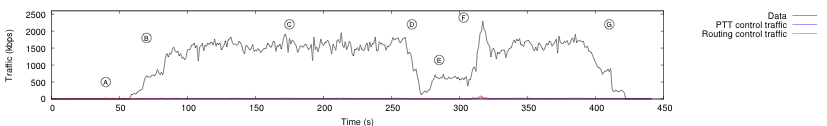 2500
2000
1500
1000
500
0
Traffic (kbps)
A
B
C
D
E
F
G
0 50 100 150 200 250 300 350 400 450
Time (s)
Data
PTT control traffic
Routing control traffic